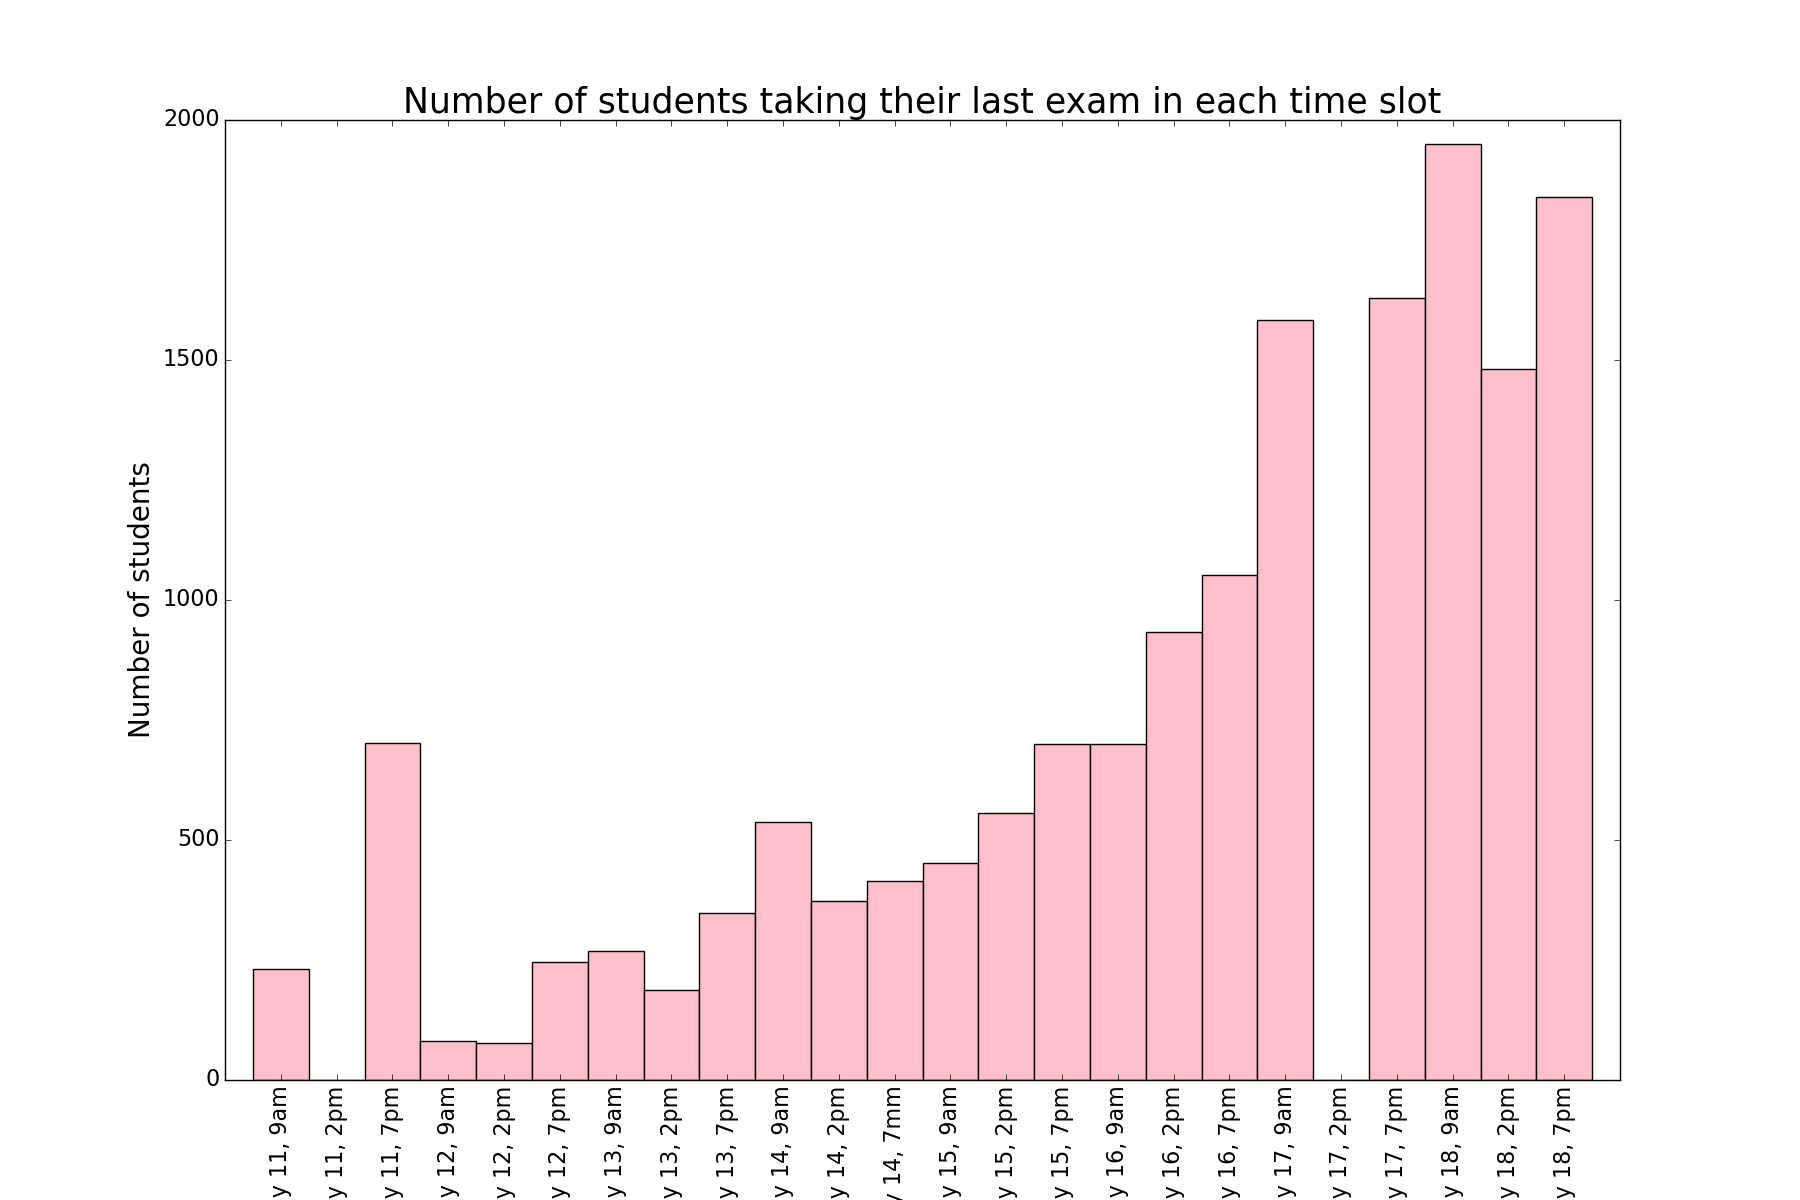 Number of students taking their last exam in each time slot
Number of students
2000
1500
1000
500
0
y 11, 9am
y 11, 2pm
y 11, 7pm
y 12, 9am
y 12, 2pm
y 12, 7pm
y 13, 9am
y 13, 2pm
y 13, 7pm
y 14, 9am
y 14, 2pm
y 14, 7mm
y 15, 9am
y 15, 2pm
y 15, 7pm
y 16, 9am
y 16, 2pm
y 16, 7pm
y 17, 9am
y 17, 2pm
y 17, 7pm
y 18, 9am
y 18, 2pm
y 18, 7pm